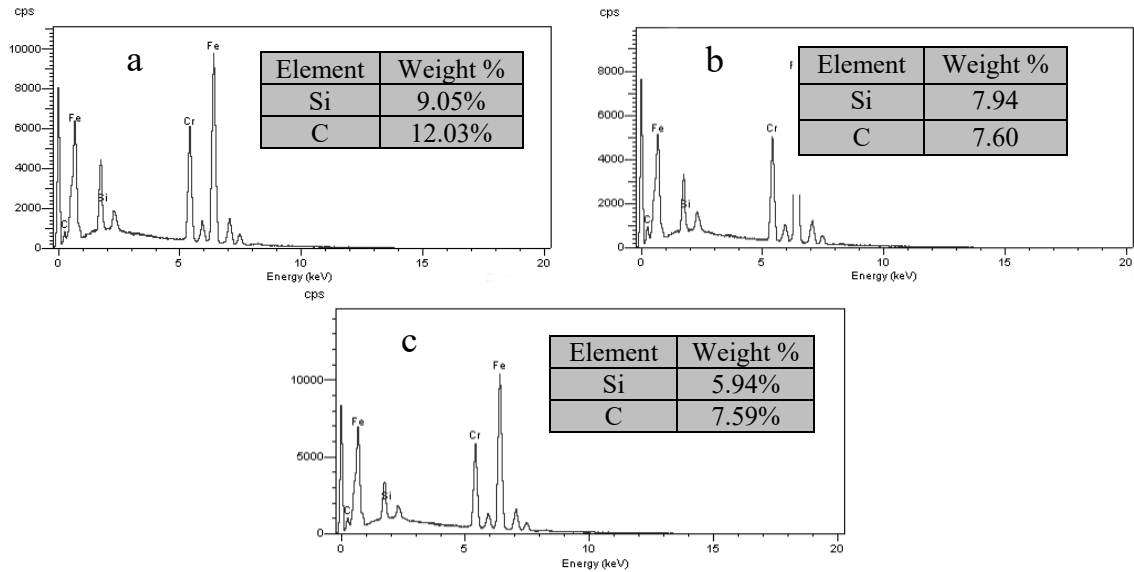 cps
a
10000
8000
6000
4000
2000
0
Fe
C
Si
Cr
Fe
Element Weight %
Si 9.05%
C 12.03%
0 5 10 15 20
Energy (keV)
cps
b
8000
6000
4000
2000
0
Fe
C
Si
Cr
Element Weight %
Si 7.94
C 7.60
0 5 10 15 20
Energy (keV)
cps
c
10000
5000
0
Fe
C
Si
Cr
Fe
Element Weight %
Si 5.94%
C 7.59%
0 5 10 15 20
Energy (keV)